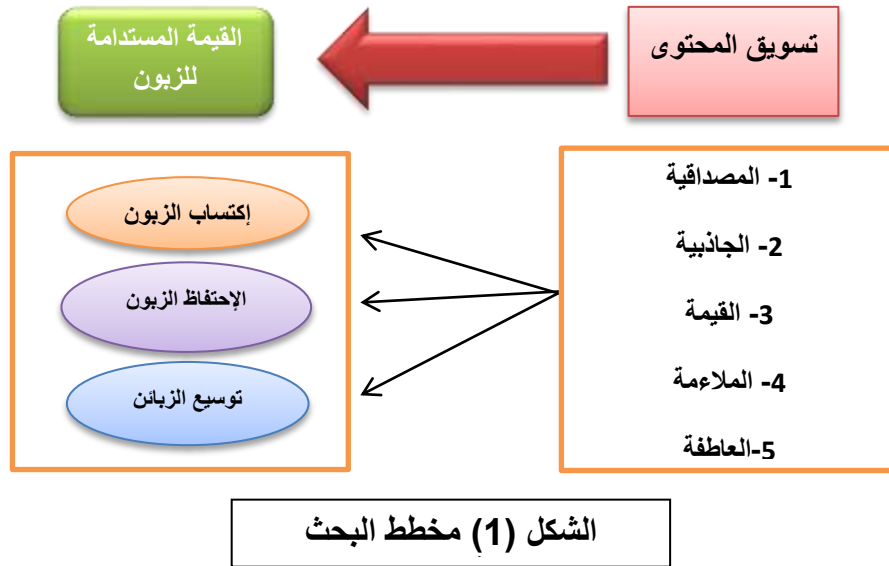 تسويق المحتوى
القيمة المستدامة
للزبون
1- المصداقية
2- الجاذبية
3- القيمة
4- الملاءمة
5-العاطفة
إكتساب الزبون
الإحتفاظ الزبون
توسيع الزبائن
الشكل (1) مخطط البحث